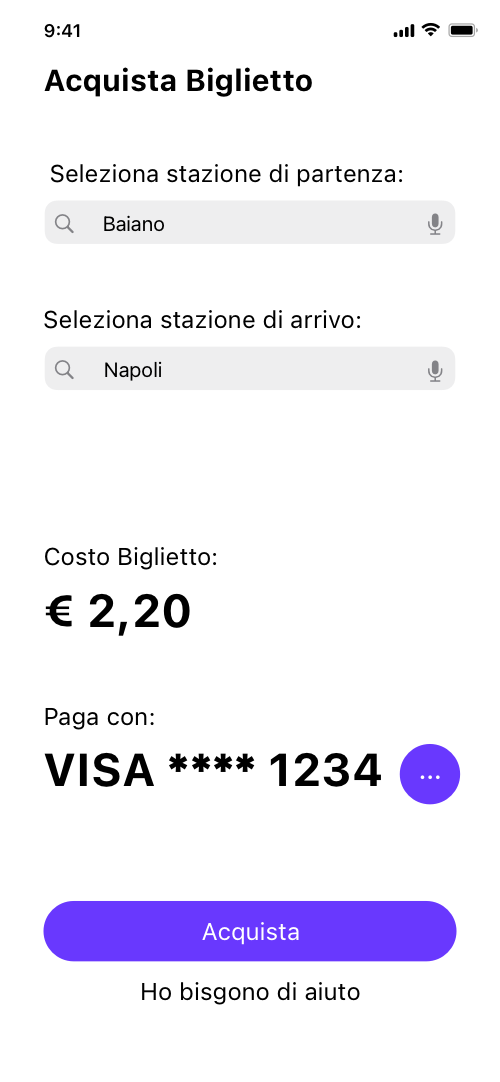 9:41
Acquista Biglietto
Seleziona stazione di partenza:
Baiano
Seleziona stazione di arrivo:
Napoli
Costo Biglietto:
€ 2,20
Paga con:
VISA **** 1234
...
Acquista
Ho bisgono di aiuto